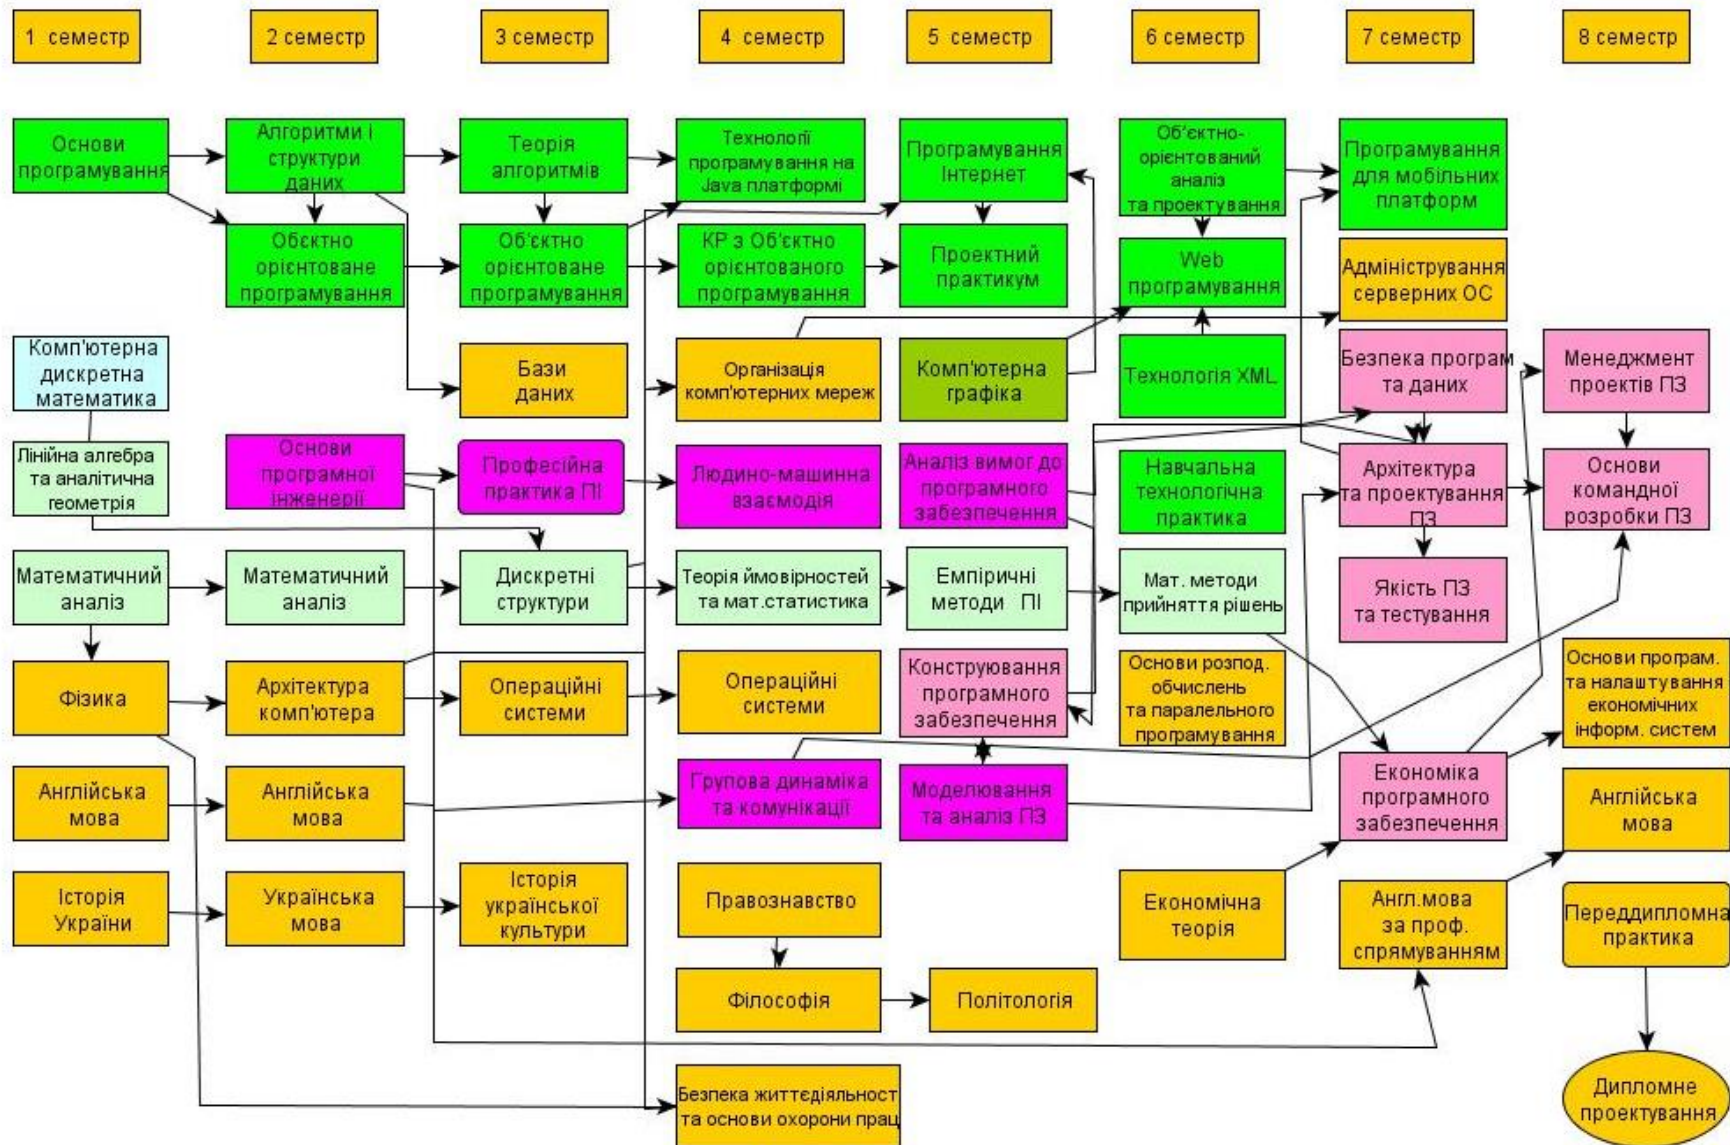 1 семестр
2 семестр
3 семестр
4 семестр
5 семестр
6 семестр
7 семестр
8 семестр
Основи
програмування
Алгоритми і
структури
даних
Теорія
алгоритмів
Технології
програмування на
Java платформі
Програмування
Інтернет
Об'єктно-
орієнтований
аналіз
та проектування
Програмування
для мобільних
платформ
Обєктно
орієнтоване
програмування
Об'єктно
орієнтоване
програмування
КР з Об'єктно
орієнтованого
програмування
Проектний
практикум
Web
програмування
Адміністрування
серверних ОС
Комп'ютерна
дискретна
математика
Бази
даних
Організація
комп'ютерних мереж
Комп'ютерна
графіка
Технологія XML
Безпека програм
та даних
Менеджмент
проектів ПЗ
Лінійна алгебра
та аналітична
геометрія
Основи
програмної
інженерії
Професійна
практика ПІ
Людино-машинна
взаємодія
Аналіз вимог до
програмного
забезпечення
Навчальна
технологічна
практика
Архітектура
та проектування
ПЗ
Основи
командної
розробки ПЗ
Математичний
аналіз
Математичний
аналіз
Дискретні
структури
Теорія ймовірностей
та мат.статистика
Емпіричні
методи ПІ
Мат. методи
прийняття рішень
Якість ПЗ
та тестування
Фізика
Архітектура
комп'ютера
Операційні
системи
Операційні
системи
Конструювання
програмного
забезпечення
Основи розпод.
обчислень
та паралельного
програмування
Основи програм.
та налаштування
економічних
інформ. систем
Англійська
мова
Англійська
мова
Групова динаміка
та комунікації
Моделювання
та аналіз ПЗ
Економіка
програмного
забезпечення
Англійська
мова
Історія
України
Українська
мова
Історія
української
культури
Правознавство
Економічна
теорія
Англ.мова
за проф.
спрямуванням
Переддипломна
практика
Філософія
Політологія
Безпека життєдіяльност
та основи охорони прац
Дипломне
проектування